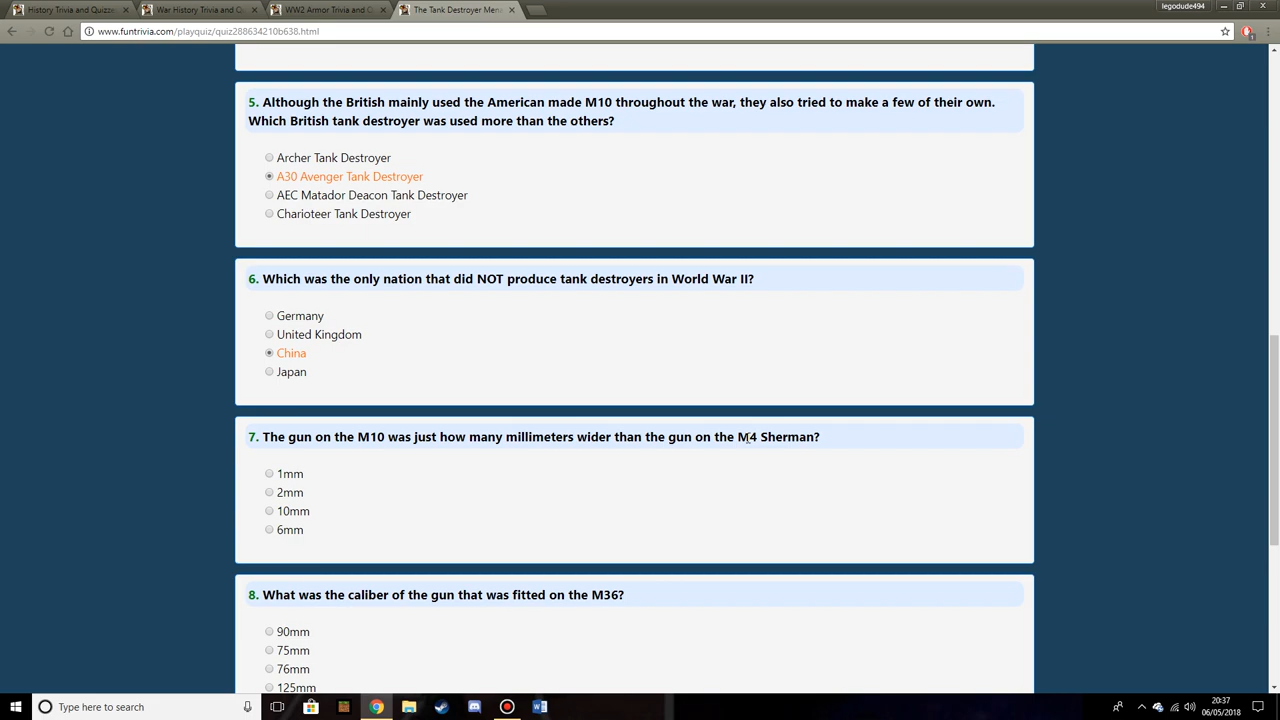 History Trivia and Quizze
War History Trivia and Qu
WW2 Armor Trivia and Q
The Tank Destroyer Mena
legodude494
www.funtrivia.com/playquiz/quiz288634210b638.html
5. Although the British mainly used the American made M10 throughout the war, they also tried to make a few of their own.
Which British tank destroyer was used more than the others?
Archer Tank Destroyer
A30 Avenger Tank Destroyer
AEC Matador Deacon Tank Destroyer
Charioteer Tank Destroyer
6. Which was the only nation that did NOT produce tank destroyers in World War II?
Germany
United Kingdom
China
Japan
7. The gun on the M10 was just how many millimeters wider than the gun on the M4 Sherman?
1mm
2mm
10mm
6mm
8. What was the caliber of the gun that was fitted on the M36?
90mm
75mm
76mm
125mm
Type here to search
20:37
06/05/2018